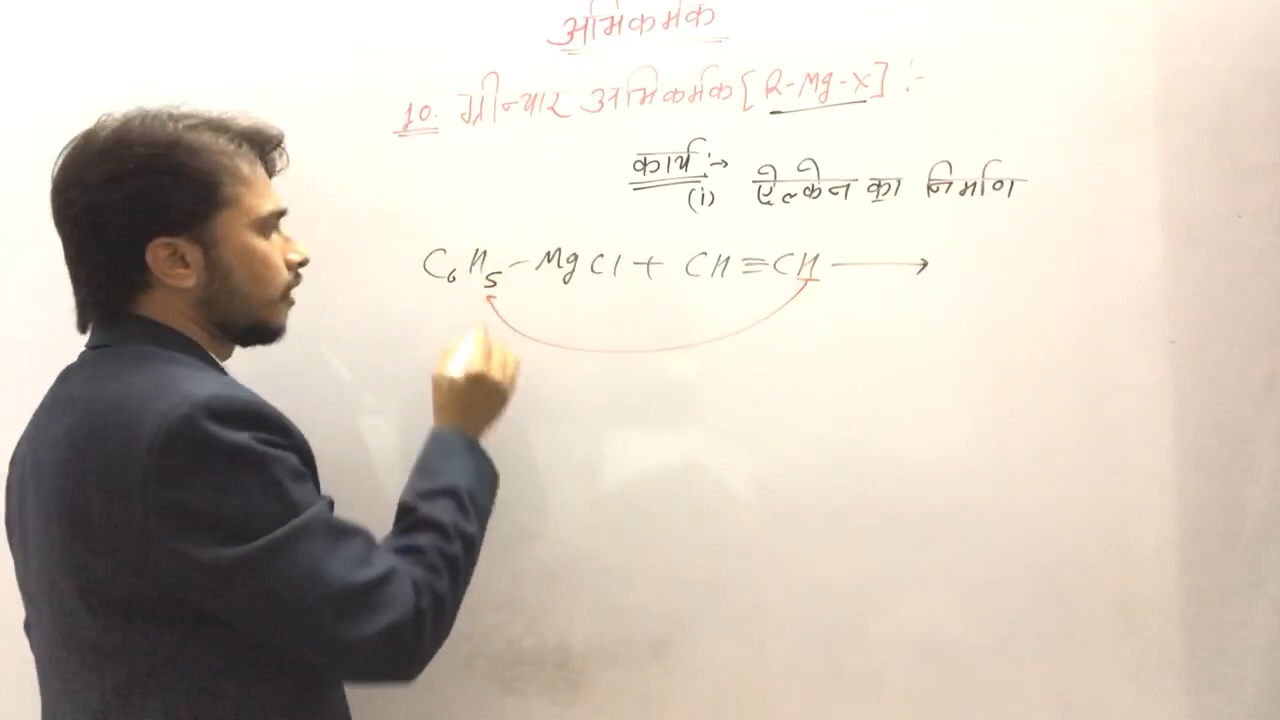 अभिकर्मक
10. ग्रीन्यार अभिकर्मक [R-Mg-X] :-
कार्य :→
(i) ऐल्केन का निर्माण
C₆H₅-MgCl + CH≡CH ⟶